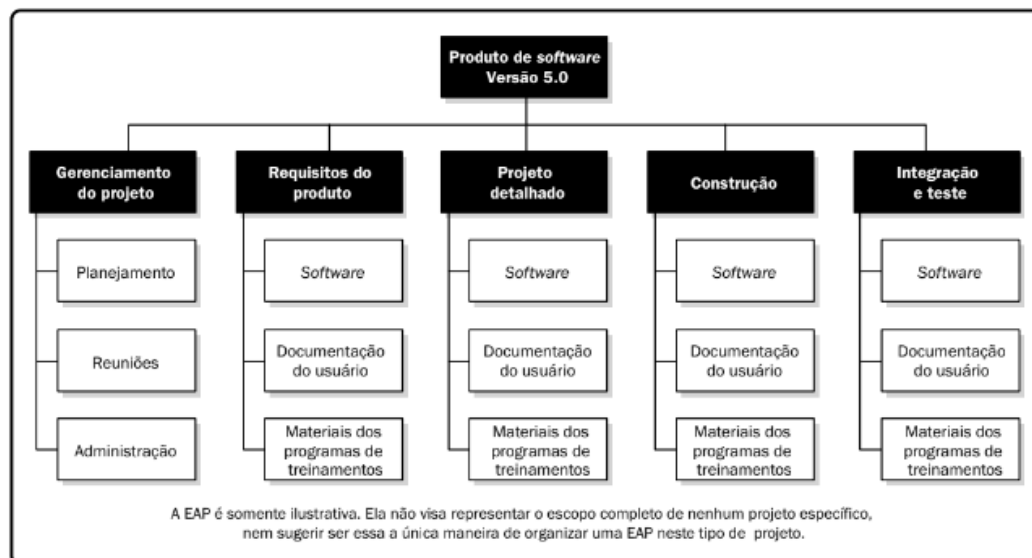 Produto de software
Versão 5.0
Gerenciamento
do projeto
Requisitos do
produto
Projeto
detalhado
Construção
Integração
e teste
Planejamento
Software
Software
Software
Software
Reuniões
Documentação
do usuário
Documentação
do usuário
Documentação
do usuário
Documentação
do usuário
Administração
Materiais dos
programas de
treinamentos
Materiais dos
programas de
treinamentos
Materiais dos
programas de
treinamentos
Materiais dos
programas de
treinamentos
A EAP é somente ilustrativa. Ela não visa representar o escopo completo de nenhum projeto específico,
nem sugerir ser essa a única maneira de organizar uma EAP neste tipo de projeto.